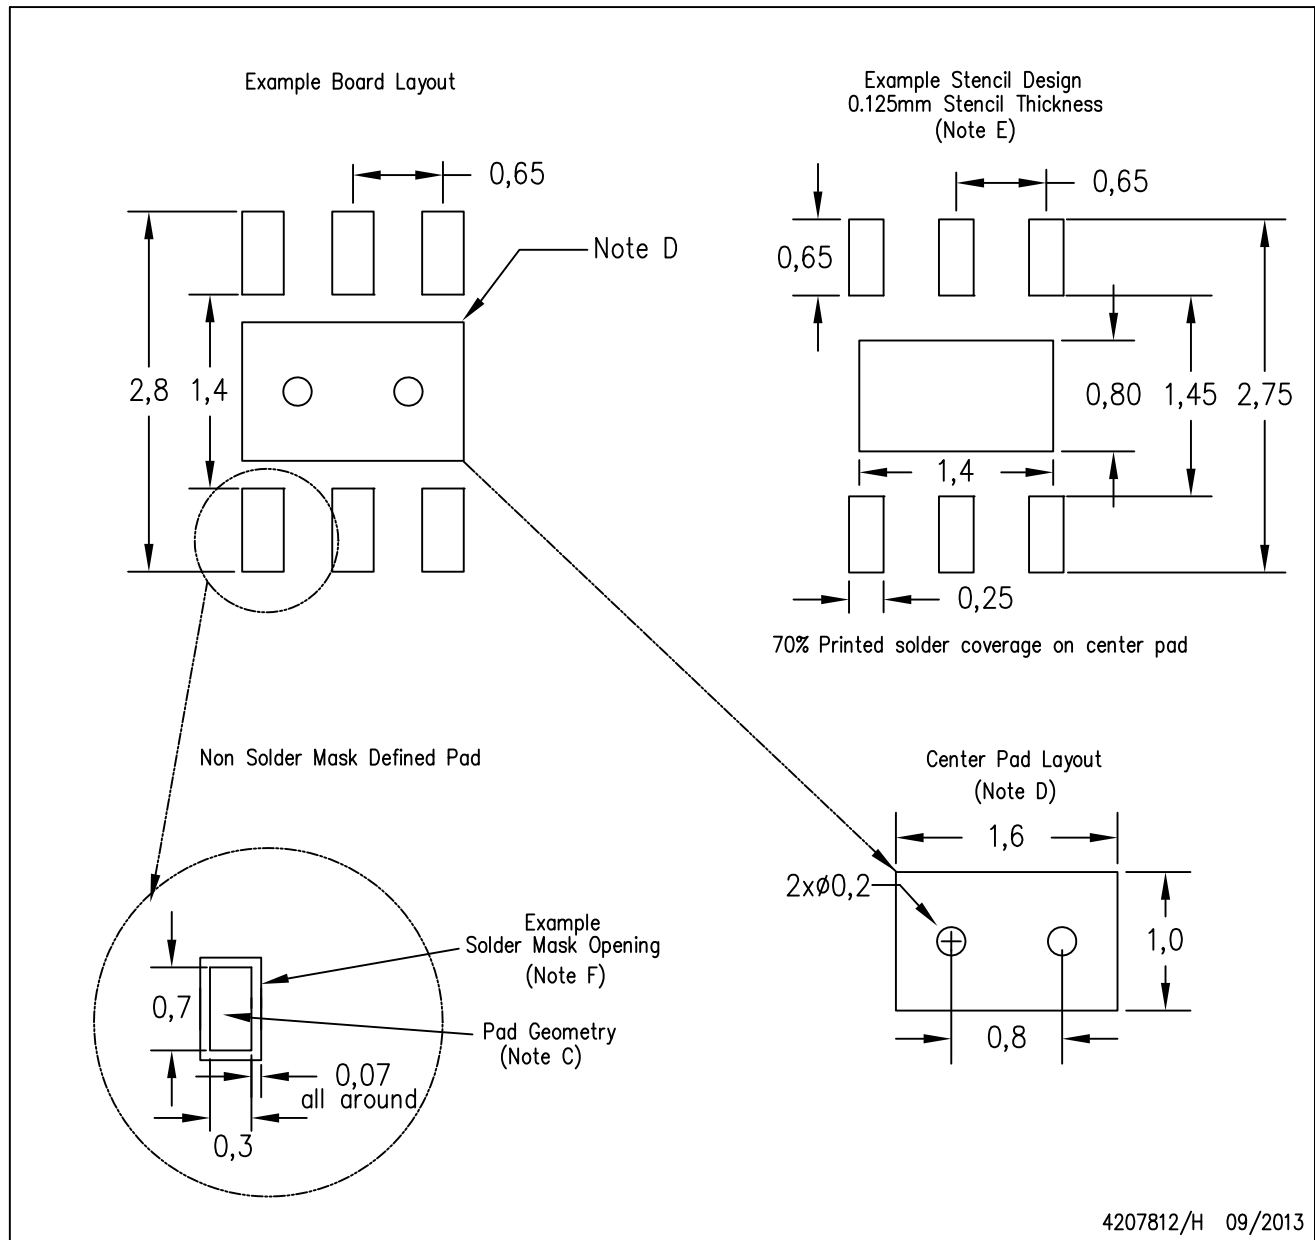 Example Board Layout
0,65
Note D
2,8
1,4
Example Stencil Design
0.125mm Stencil Thickness
(Note E)
0,65
0,65
0,80
1,45
2,75
1,4
0,25
70% Printed solder coverage on center pad
Non Solder Mask Defined Pad
Example
Solder Mask Opening
(Note F)
0,7
Pad Geometry
(Note C)
0,07
all around
0,3
Center Pad Layout
(Note D)
1,6
2xø0,2
1,0
0,8
4207812/H 09/2013